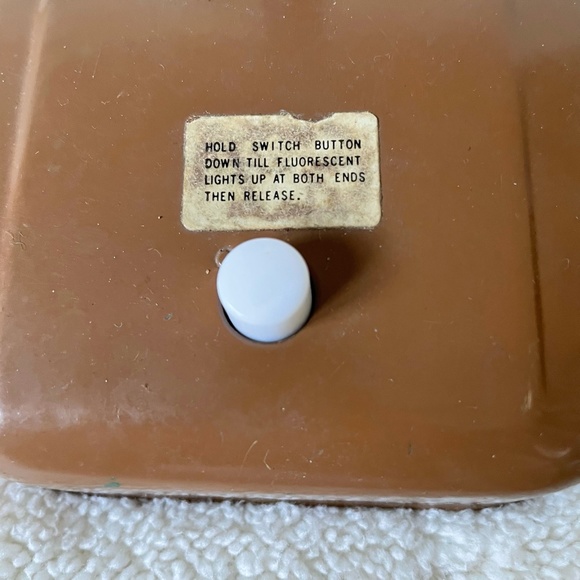 HOLD SWITCH BUTTON
DOWN TILL FLUORESCENT
LIGHTS UP AT BOTH ENDS
THEN RELEASE.